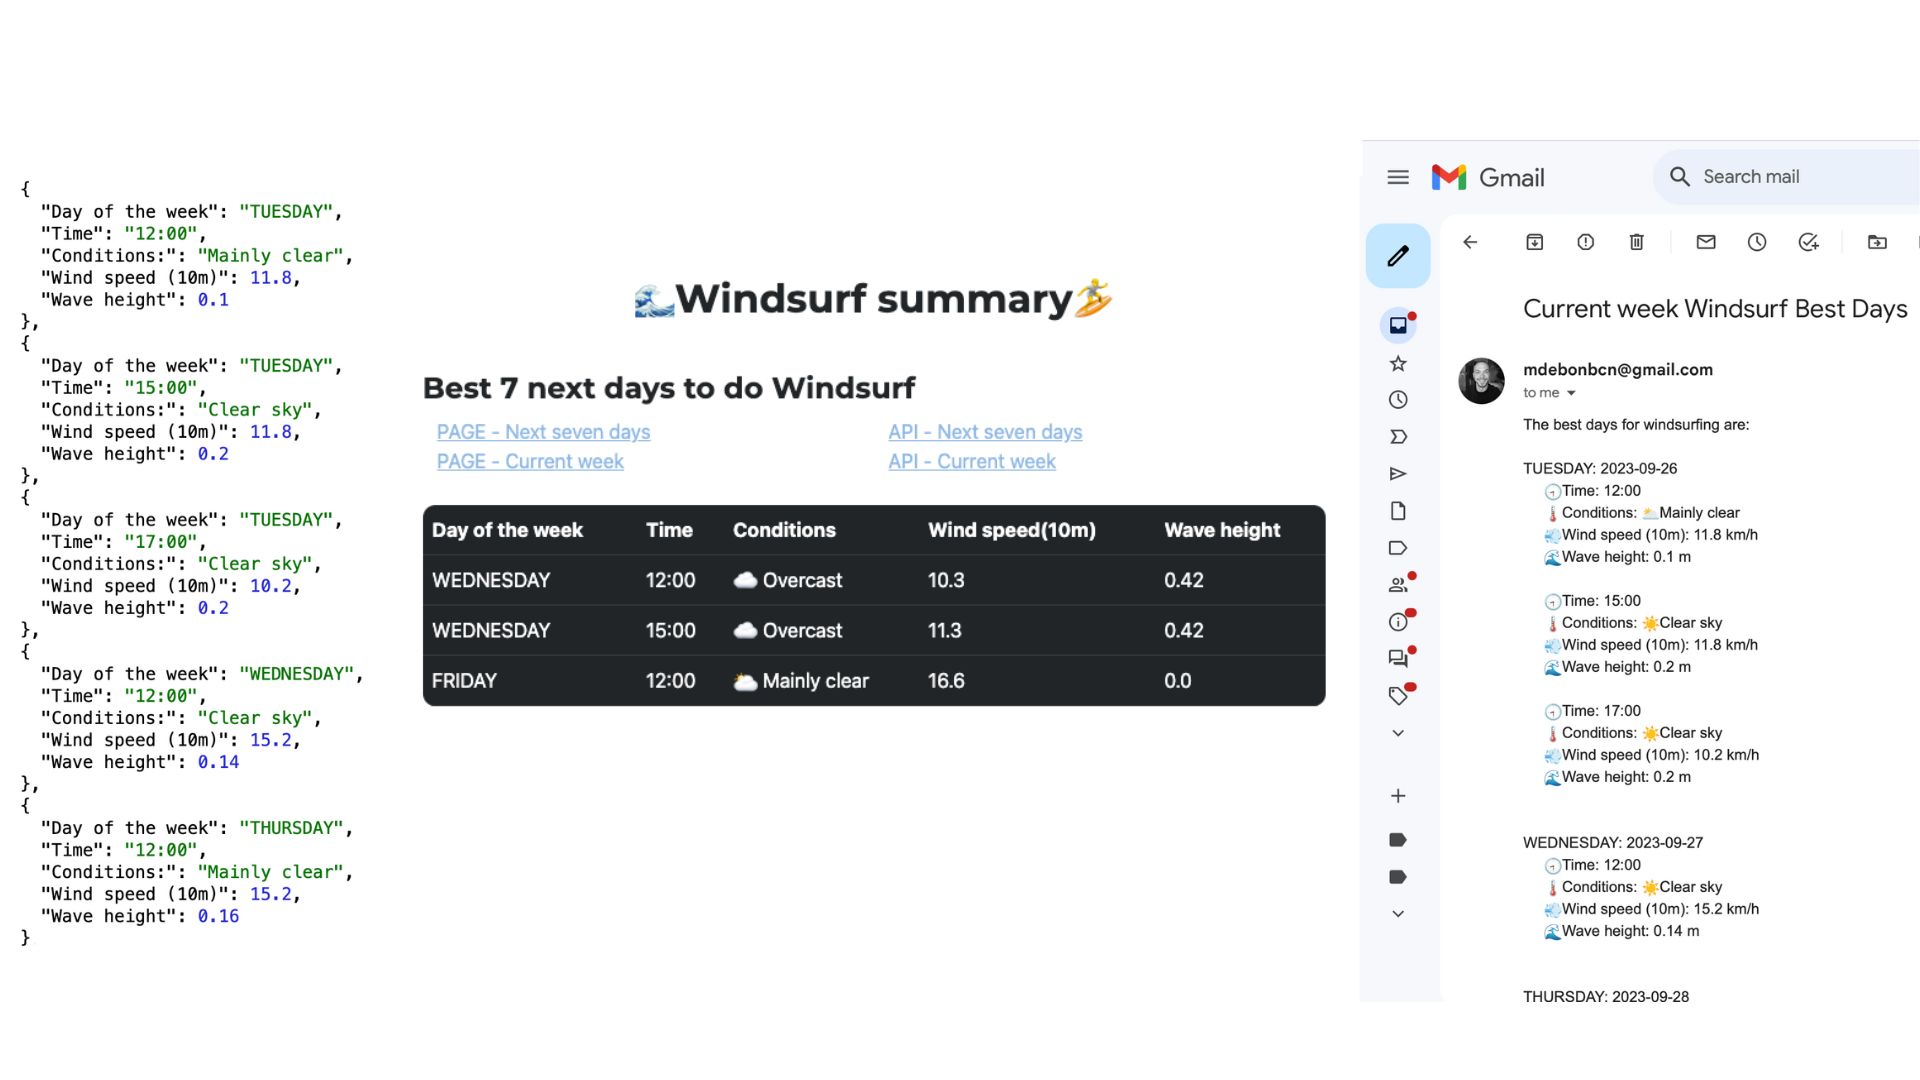 {
"Day of the week": "TUESDAY",
"Time": "12:00",
"Conditions:": "Mainly clear",
"Wind speed (10m)": 11.8,
"Wave height": 0.1
},
{
"Day of the week": "TUESDAY",
"Time": "15:00",
"Conditions:": "Clear sky",
"Wind speed (10m)": 11.8,
"Wave height": 0.2
},
{
"Day of the week": "TUESDAY",
"Time": "17:00",
"Conditions:": "Clear sky",
"Wind speed (10m)": 10.2,
"Wave height": 0.2
},
{
"Day of the week": "WEDNESDAY",
"Time": "12:00",
"Conditions:": "Clear sky",
"Wind speed (10m)": 15.2,
"Wave height": 0.14
},
{
"Day of the week": "THURSDAY",
"Time": "12:00",
"Conditions:": "Mainly clear",
"Wind speed (10m)": 15.2,
"Wave height": 0.16
}
🌊Windsurf summary🏄
Best 7 next days to do Windsurf
PAGE - Next seven days API - Next seven days
PAGE - Current week API - Current week
Day of the week Time Conditions Wind speed(10m) Wave height
WEDNESDAY 12:00 ☁️ Overcast 10.3 0.42
WEDNESDAY 15:00 ☁️ Overcast 11.3 0.42
FRIDAY 12:00 🌥️ Mainly clear 16.6 0.0
Gmail Search mail
Current week Windsurf Best Days
mdebonbcn@gmail.com
to me
The best days for windsurfing are:
TUESDAY: 2023-09-26
🕘Time: 12:00
🌡️Conditions: 🌥️Mainly clear
💨Wind speed (10m): 11.8 km/h
🌊Wave height: 0.1 m
🕘Time: 15:00
🌡️Conditions: ☀️Clear sky
💨Wind speed (10m): 11.8 km/h
🌊Wave height: 0.2 m
🕘Time: 17:00
🌡️Conditions: ☀️Clear sky
💨Wind speed (10m): 10.2 km/h
🌊Wave height: 0.2 m
WEDNESDAY: 2023-09-27
🕘Time: 12:00
🌡️Conditions: ☀️Clear sky
💨Wind speed (10m): 15.2 km/h
🌊Wave height: 0.14 m
THURSDAY: 2023-09-28